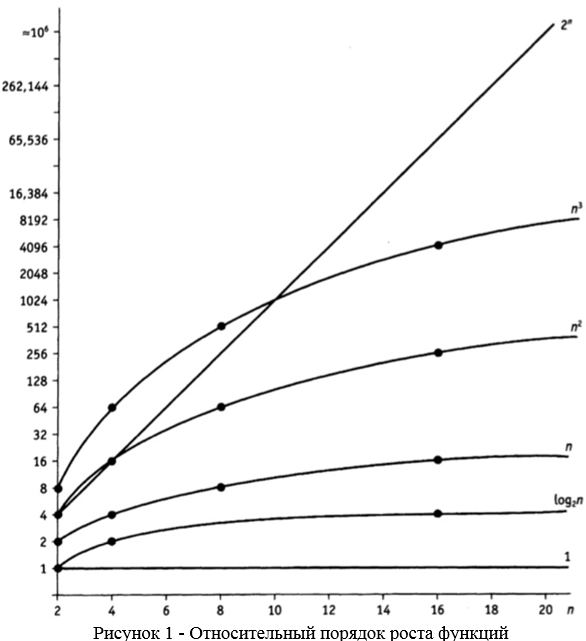 ≈10⁶
2ⁿ
262,144
65,536
16,384
8192
n³
4096
2048
1024
512
n²
256
128
64
32
n
16
8
log₂n
4
2
1
1
2 4 6 8 10 12 14 16 18 20 n
Рисунок 1 - Относительный порядок роста функций